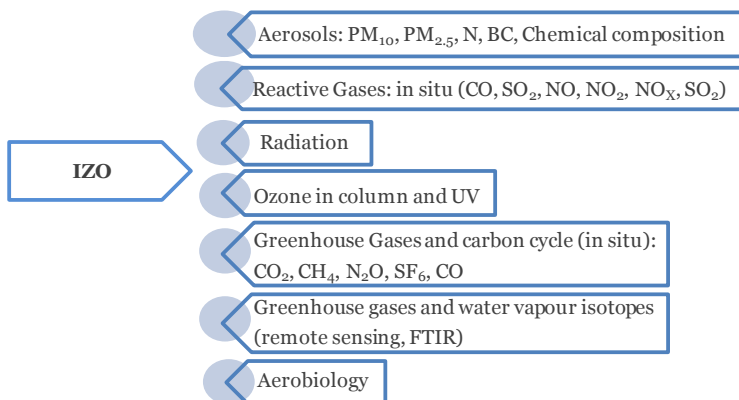 Aerosols: PM₁₀, PM₂.₅, N, BC, Chemical composition
Reactive Gases: in situ (CO, SO₂, NO, NO₂, NOₓ, SO₂)
Radiation
IZO
Ozone in column and UV
Greenhouse Gases and carbon cycle (in situ):
CO₂, CH₄, N₂O, SF₆, CO
Greenhouse gases and water vapour isotopes
(remote sensing, FTIR)
Aerobiology